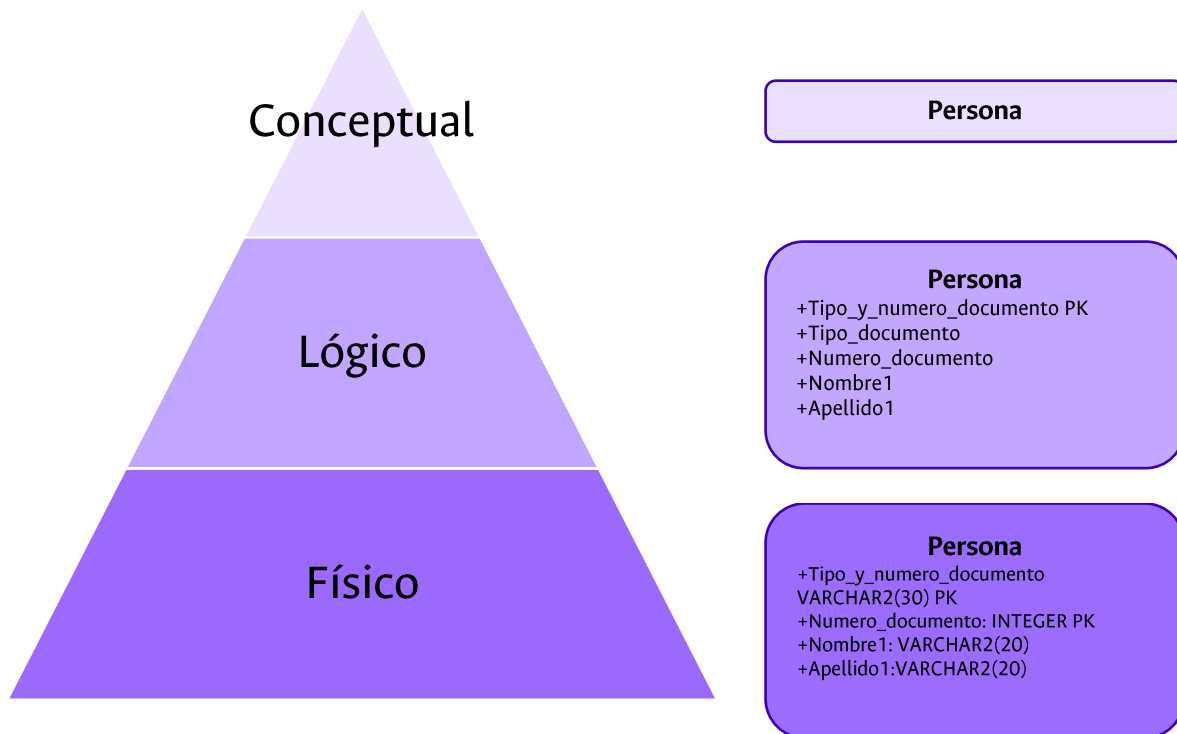 Conceptual
Persona
Lógico
Persona
+Tipo_y_numero_documento PK
+Tipo_documento
+Numero_documento
+Nombre1
+Apellido1
Físico
Persona
+Tipo_y_numero_documento
VARCHAR2(30) PK
+Numero_documento: INTEGER PK
+Nombre1: VARCHAR2(20)
+Apellido1:VARCHAR2(20)